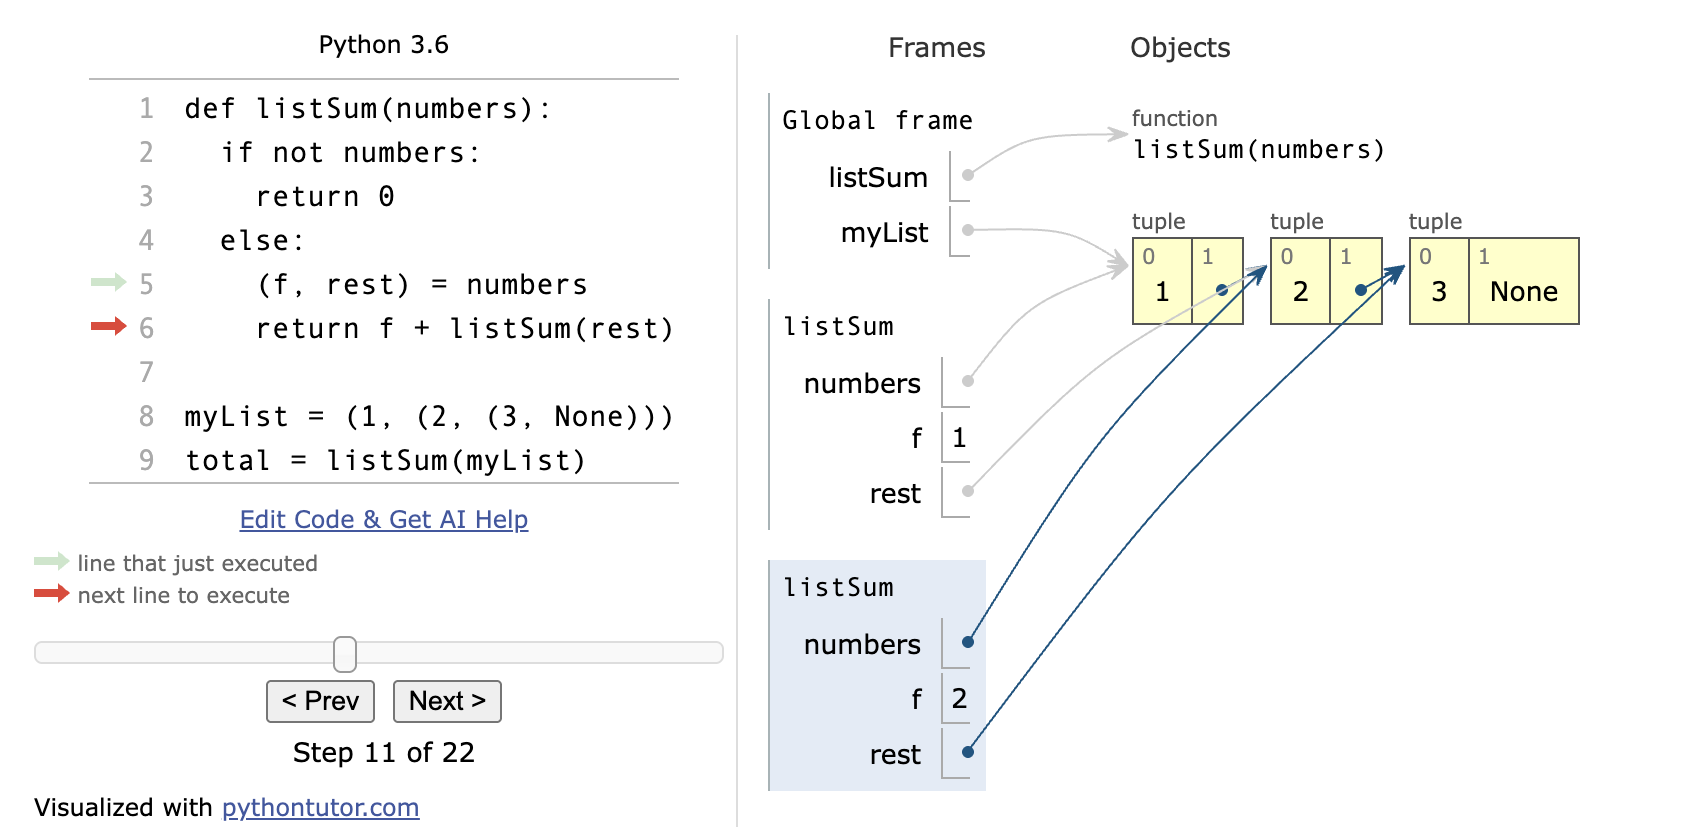 Python 3.6
1 def listSum(numbers):
2   if not numbers:
3     return 0
4   else:
5     (f, rest) = numbers
6     return f + listSum(rest)
7
8 myList = (1, (2, (3, None)))
9 total = listSum(myList)
Edit Code & Get AI Help
line that just executed
next line to execute
< Prev Next >
Step 11 of 22
Visualized with pythontutor.com
Frames Objects
Global frame
listSum
myList
function
listSum(numbers)
tuple tuple tuple
0 1 0 1 0 1
1 2 3 None
listSum
numbers
f 1
rest
listSum
numbers
f 2
rest